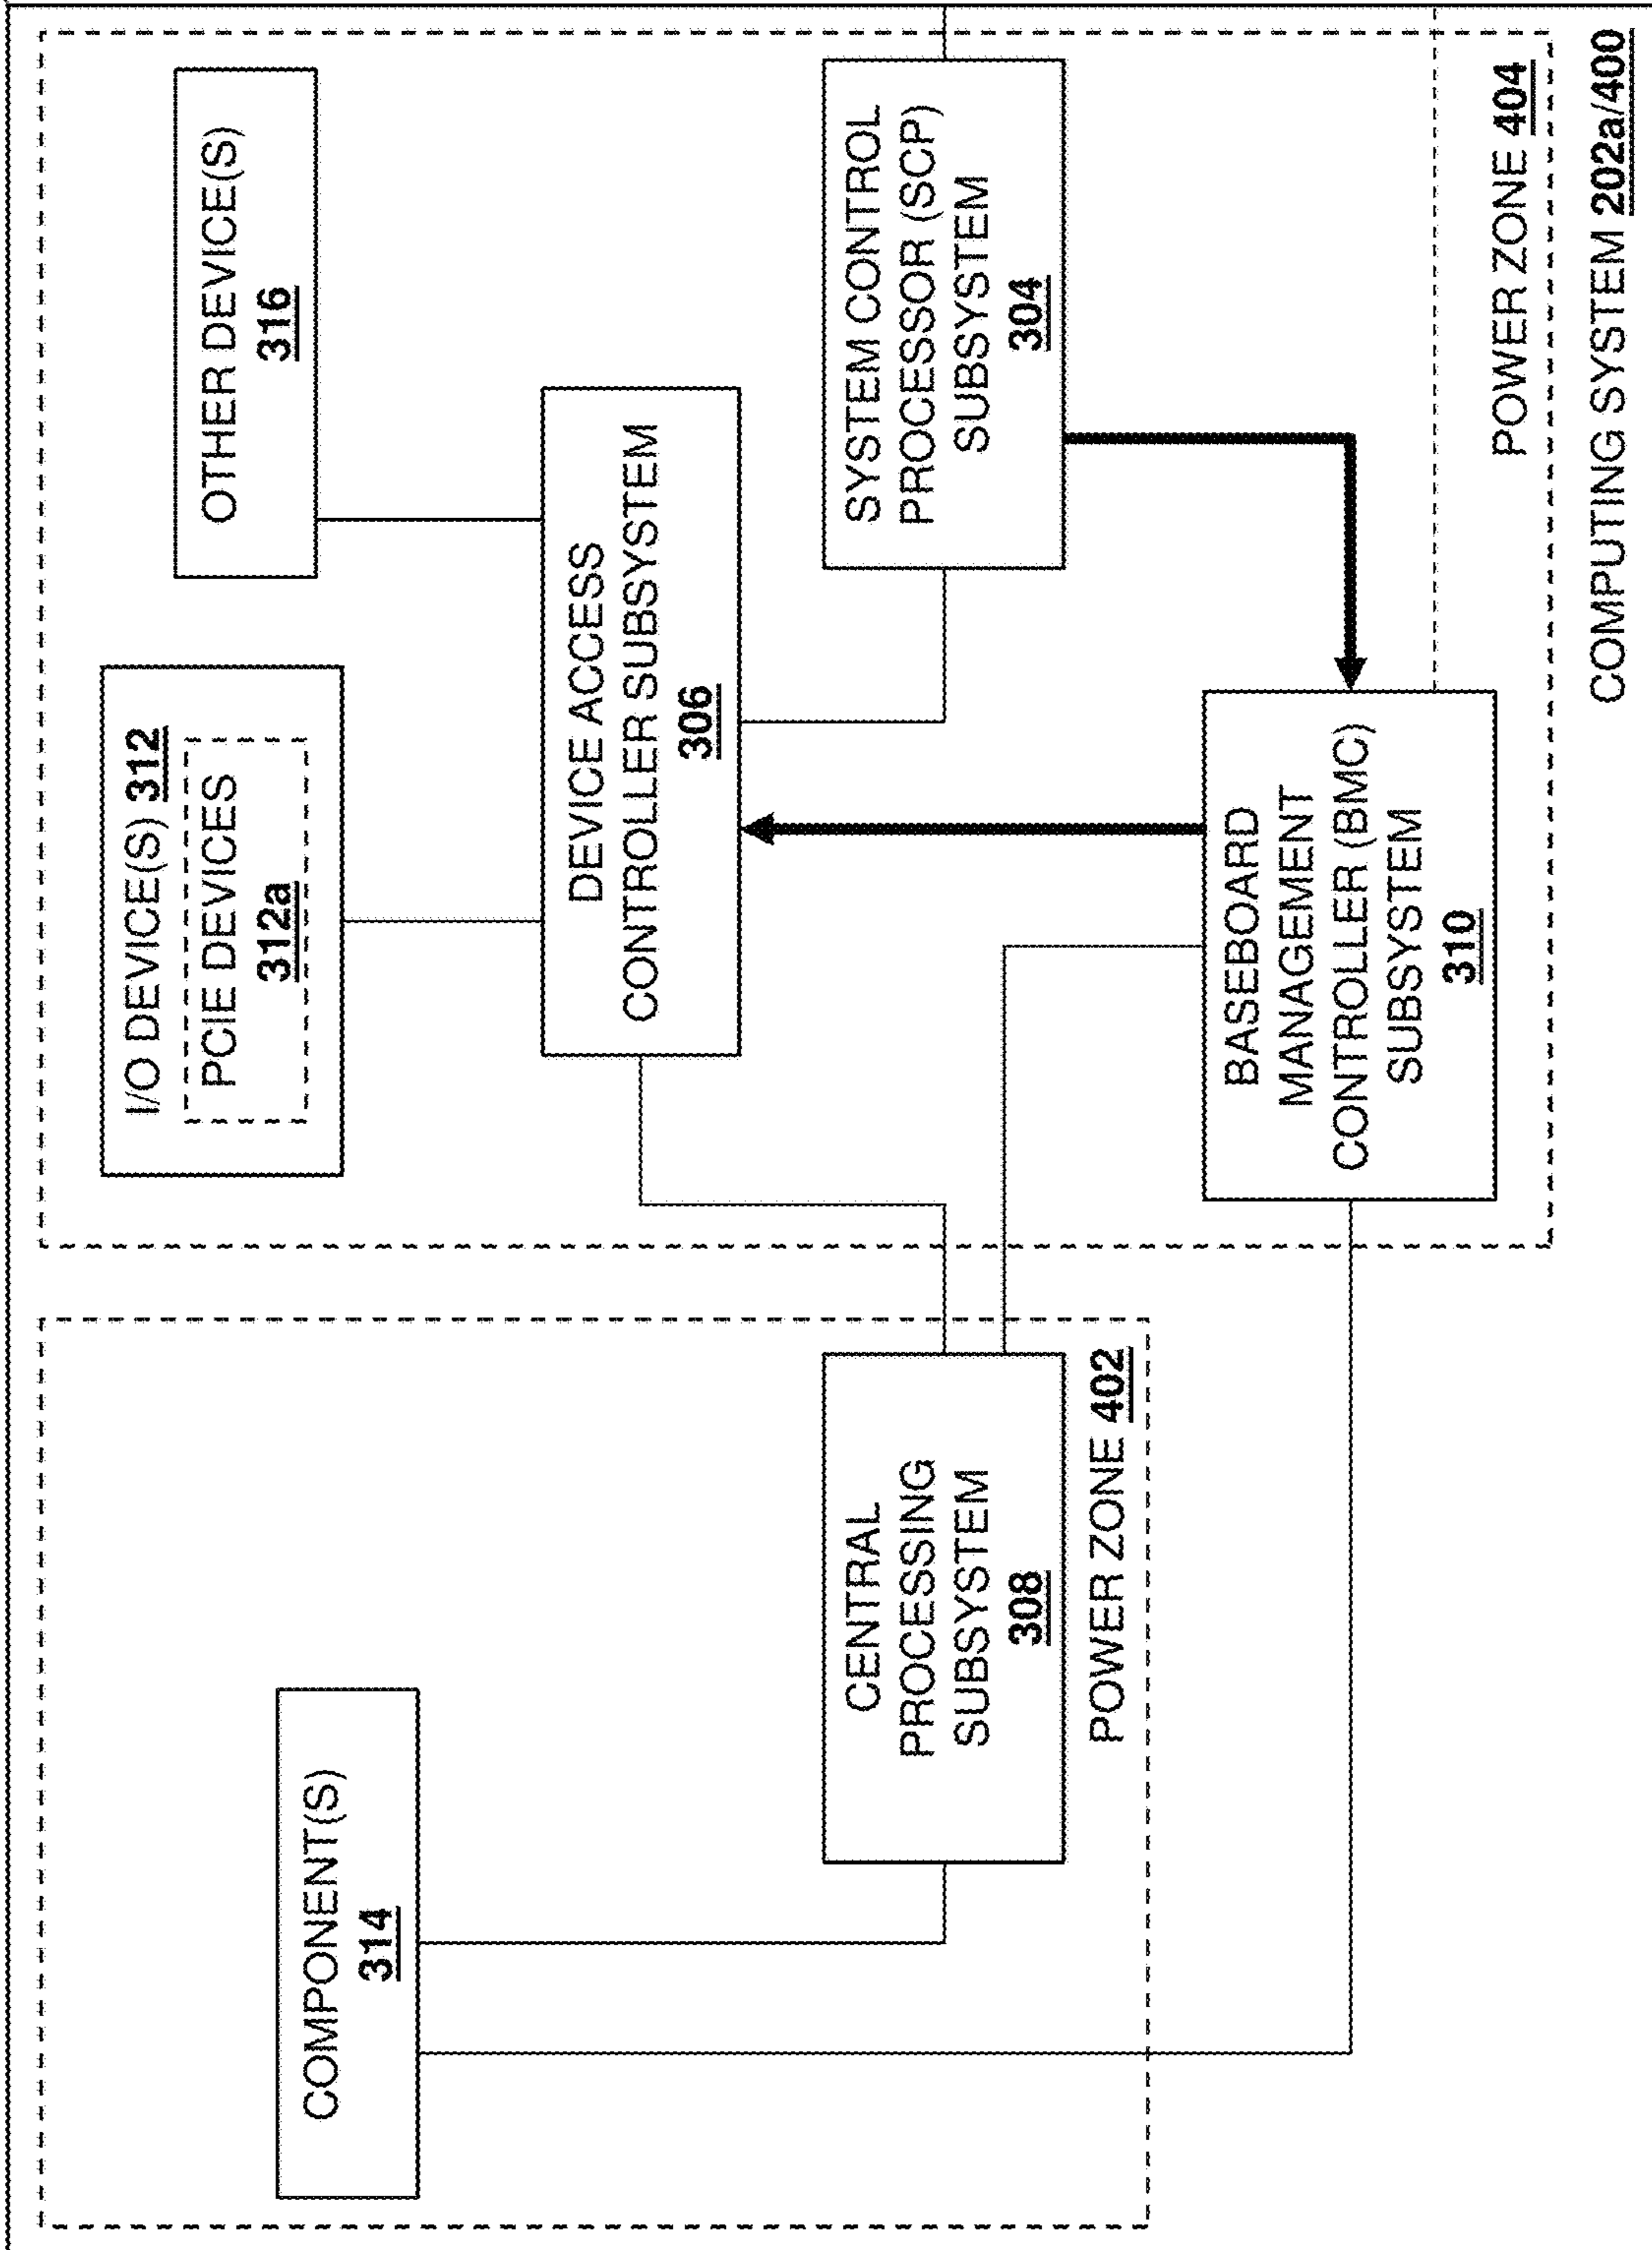 COMPONENT(S)
314
CENTRAL
PROCESSING
SUBSYSTEM
308
POWER ZONE 402
I/O DEVICE(S) 312
PCIE DEVICES
312a
OTHER DEVICE(S)
316
DEVICE ACCESS
CONTROLLER SUBSYSTEM
306
SYSTEM CONTROL
PROCESSOR (SCP)
SUBSYSTEM
304
BASEBOARD
MANAGEMENT
CONTROLLER (BMC)
SUBSYSTEM
310
POWER ZONE 404
COMPUTING SYSTEM 202a/400